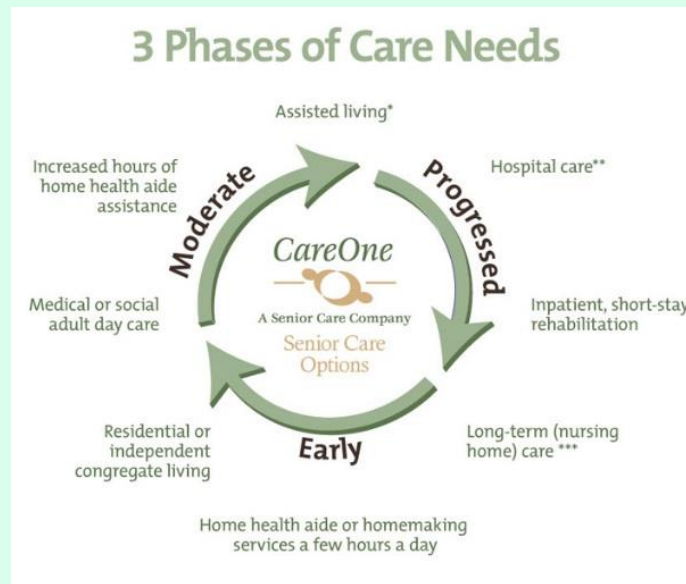 3 Phases of Care Needs
Assisted living*
Increased hours of
home health aide
assistance
Moderate
Progressed
Hospital care**
CareOne
A Senior Care Company
Senior Care
Options
Medical or social
adult day care
Inpatient, short-stay
rehabilitation
Residential or
independent
congregate living
Early
Long-term (nursing
home) care ***
Home health aide or homemaking
services a few hours a day